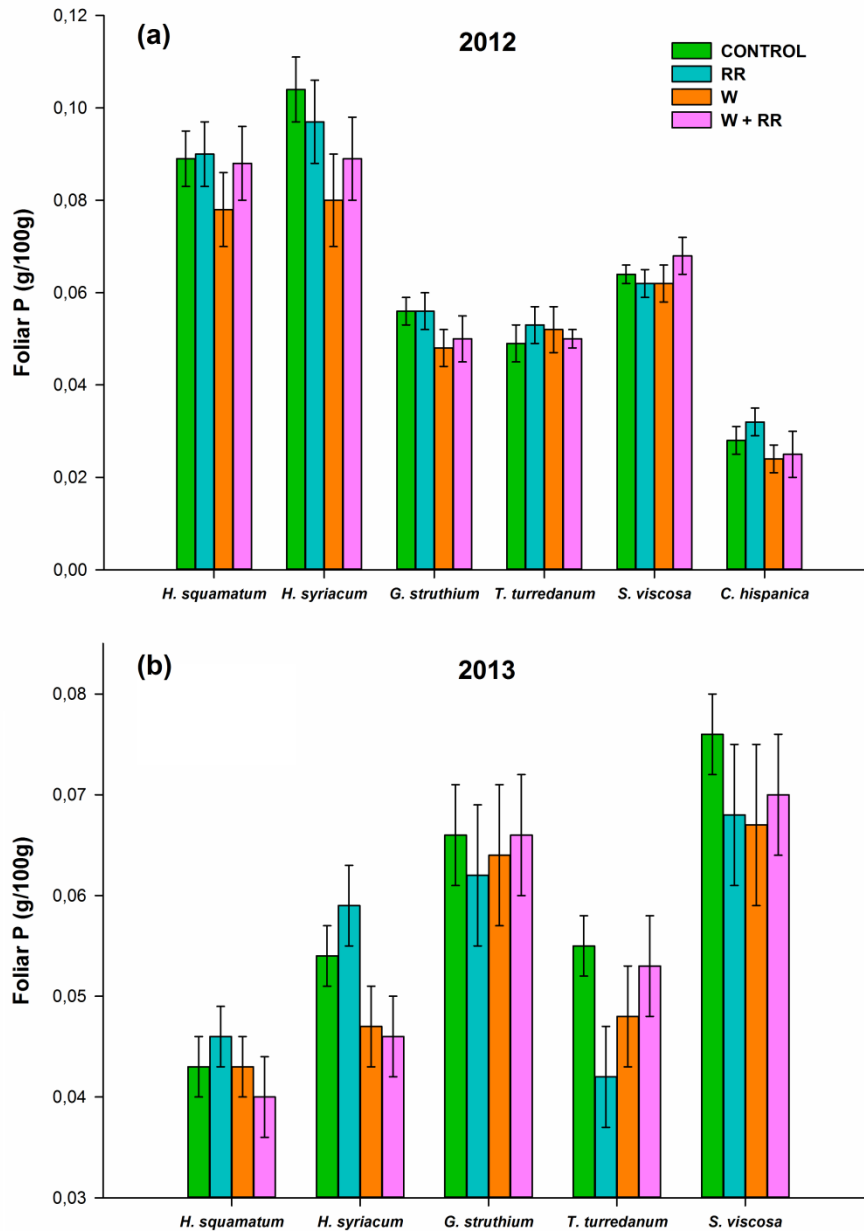 (a)
2012
CONTROL
RR
W
W + RR
Foliar P (g/100g)
0,12
0,10
0,08
0,06
0,04
0,02
0,00
H. squamatum H. syriacum G. struthium T. turredanum S. viscosa C. hispanica
(b)
2013
Foliar P (g/100g)
0,08
0,07
0,06
0,05
0,04
0,03
H. squamatum H. syriacum G. struthium T. turredanum S. viscosa